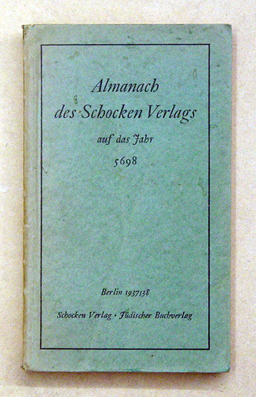 Almanach
des Schocken Verlags
auf das Jahr
5698
Berlin 1937/38
Schocken Verlag · Jüdischer Buchverlag